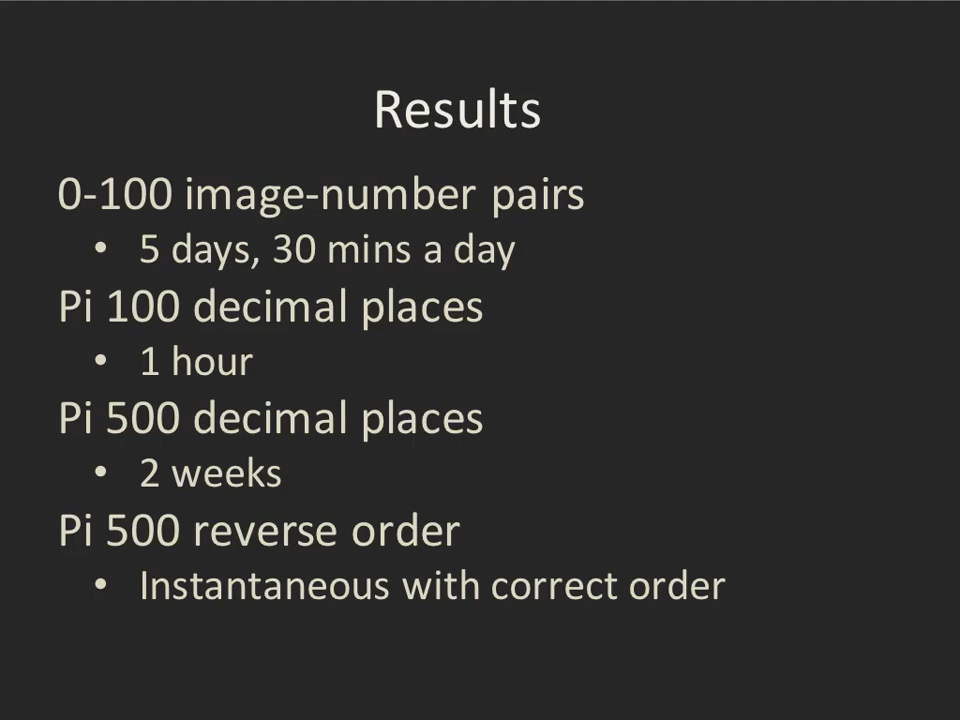 Results
0-100 image-number pairs
• 5 days, 30 mins a day
Pi 100 decimal places
• 1 hour
Pi 500 decimal places
• 2 weeks
Pi 500 reverse order
• Instantaneous with correct order